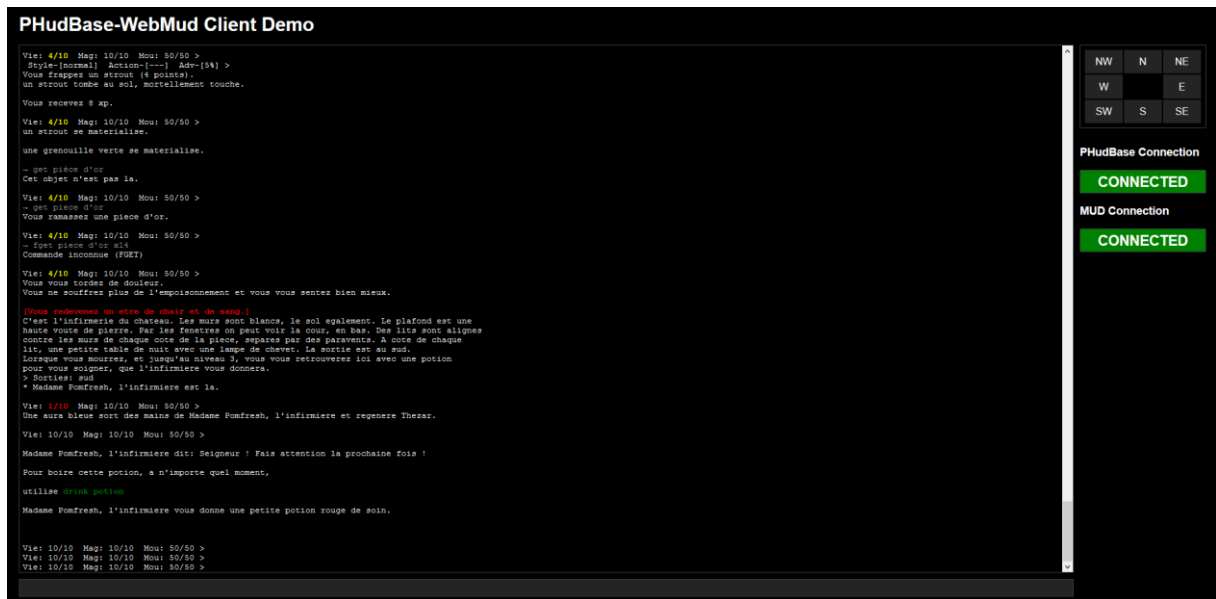 PHudBase-WebMud Client Demo
Vie: 4/10 Mag: 10/10 Mou: 50/50 >
Style-[normal] Action-[---] Adv-[5%] >
Vous frappez un strout (4 points).
un strout tombe au sol, mortellement touche.
Vous recevez 8 xp.
Vie: 4/10 Mag: 10/10 Mou: 50/50 >
un strout se materialise.
une grenouille verte se materialise.
→ get pièce d'or
Cet objet n'est pas la.
Vie: 4/10 Mag: 10/10 Mou: 50/50 >
→ get piece d'or
Vous ramassez une piece d'or.
Vie: 4/10 Mag: 10/10 Mou: 50/50 >
→ fget piece d'or x14
Commande inconnue (FGET)
Vie: 4/10 Mag: 10/10 Mou: 50/50 >
Vous vous tordez de douleur.
Vous ne souffrez plus de l'empoisonnement et vous vous sentez bien mieux.
[Vous redevenez un etre de chair et de sang.]
C'est l'infirmerie du chateau. Les murs sont blancs, le sol egalement. Le plafond est une
haute voute de pierre. Par les fenetres on peut voir la cour, en bas. Des lits sont alignes
contre les murs de chaque cote de la piece, separes par des paravents. A cote de chaque
lit, une petite table de nuit avec une lampe de chevet. La sortie est au sud.
Lorsque vous mourrez, et jusqu'au niveau 3, vous vous retrouverez ici avec une potion
pour vous soigner, que l'infirmiere vous donnera.
> Sorties: sud
* Madame Pomfresh, l'infirmiere est la.
Vie: 1/10 Mag: 10/10 Mou: 50/50 >
Une aura bleue sort des mains de Madame Pomfresh, l'infirmiere et regenere Thezar.
Vie: 10/10 Mag: 10/10 Mou: 50/50 >
Madame Pomfresh, l'infirmiere dit: Seigneur ! Fais attention la prochaine fois !
Pour boire cette potion, a n'importe quel moment,
utilise drink potion
Madame Pomfresh, l'infirmiere vous donne une petite potion rouge de soin.
Vie: 10/10 Mag: 10/10 Mou: 50/50 >
Vie: 10/10 Mag: 10/10 Mou: 50/50 >
Vie: 10/10 Mag: 10/10 Mou: 50/50 >
NW N NE
W E
SW S SE
PHudBase Connection
CONNECTED
MUD Connection
CONNECTED